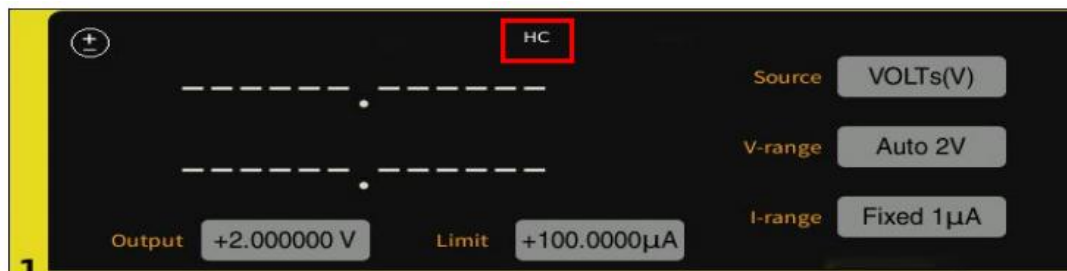 ±
HC
------.------
Source VOLTs(V)
V-range Auto 2V
------.------
I-range Fixed 1µA
Output +2.000000 V Limit +100.0000µA
1